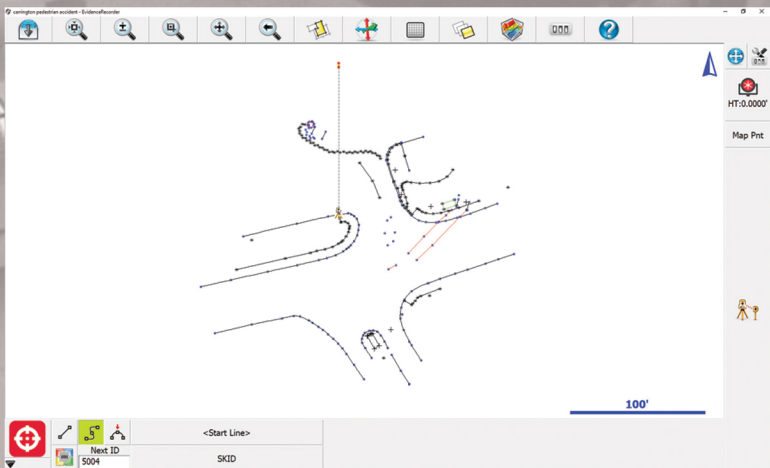 carrington pedestrian accident - EvidenceRecorder
HT:0.0000'
Map Pnt
100'
<Start Line>
Next ID
5004
SKID